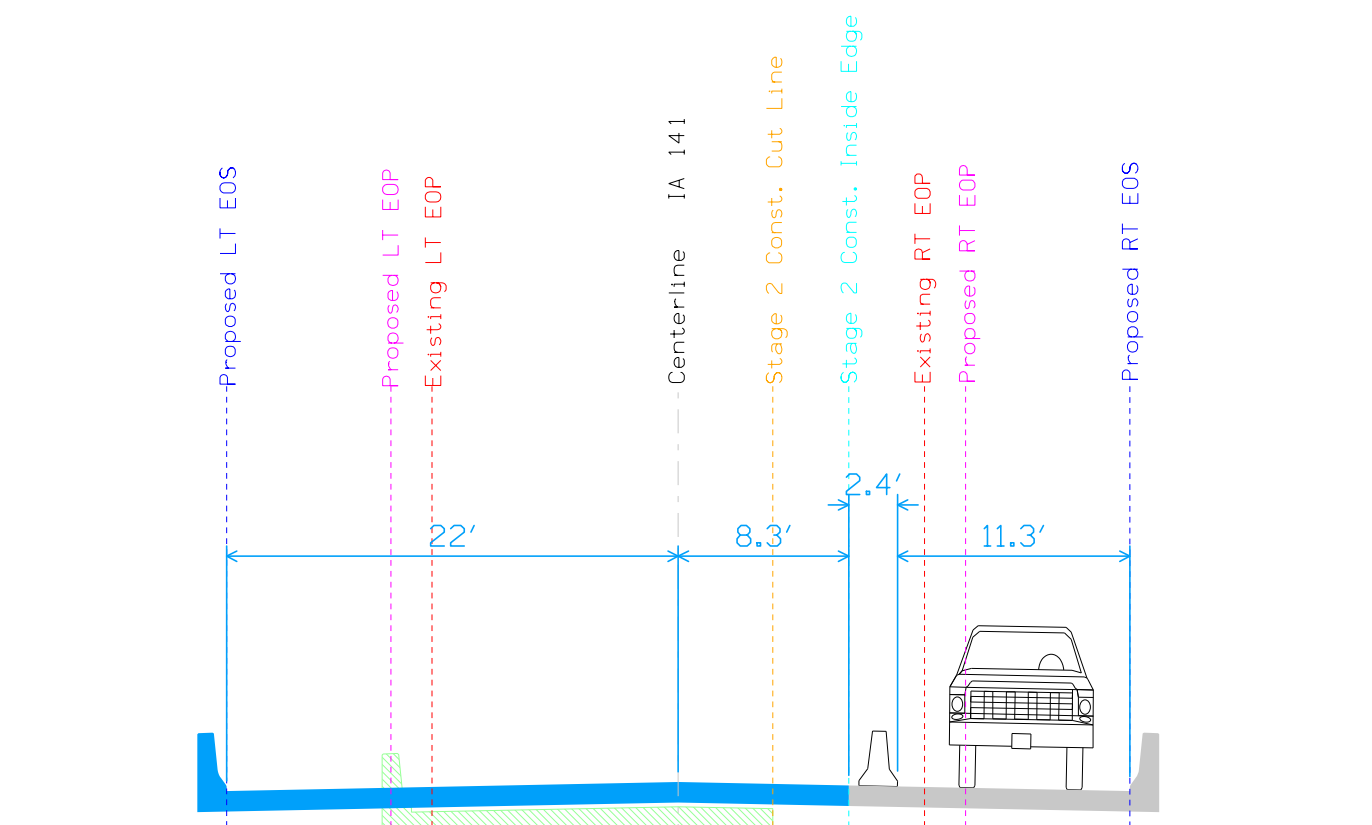 Proposed LT EOS
Proposed LT EOP
Existing LT EOP
Centerline IA 141
Stage 2 Const. Cut Line
Stage 2 Const. Inside Edge
Existing RT EOP
Proposed RT EOP
Proposed RT EOS
2.4′
22′
8.3′
11.3′